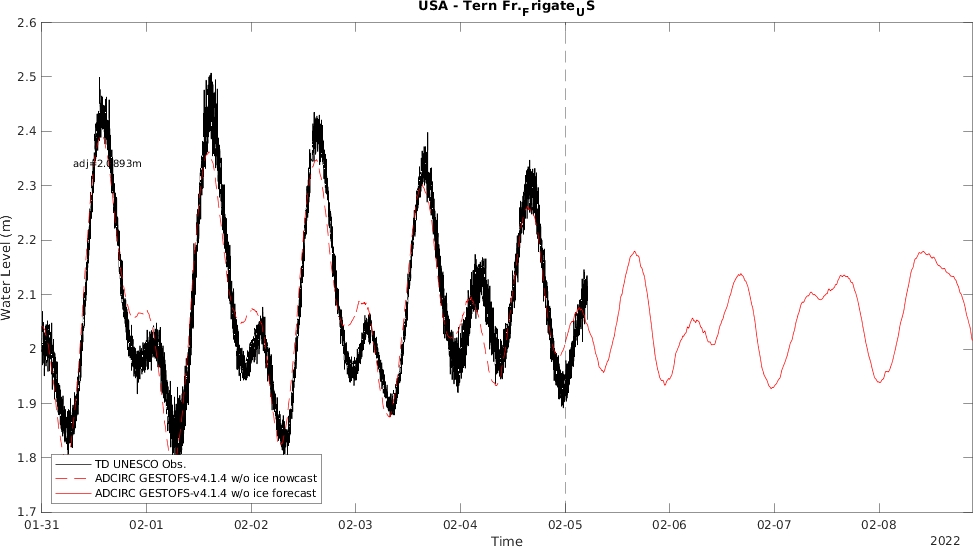 USA - Tern Fr.FrigateUS
2.6
2.5
2.4
2.3
2.2
2.1
2
1.9
1.8
1.7
Water Level (m)
adj=2.0893m
TD UNESCO Obs.
ADCIRC GESTOFS-v4.1.4 w/o ice nowcast
ADCIRC GESTOFS-v4.1.4 w/o ice forecast
01-31 02-01 02-02 02-03 02-04 02-05 02-06 02-07 02-08
Time
2022